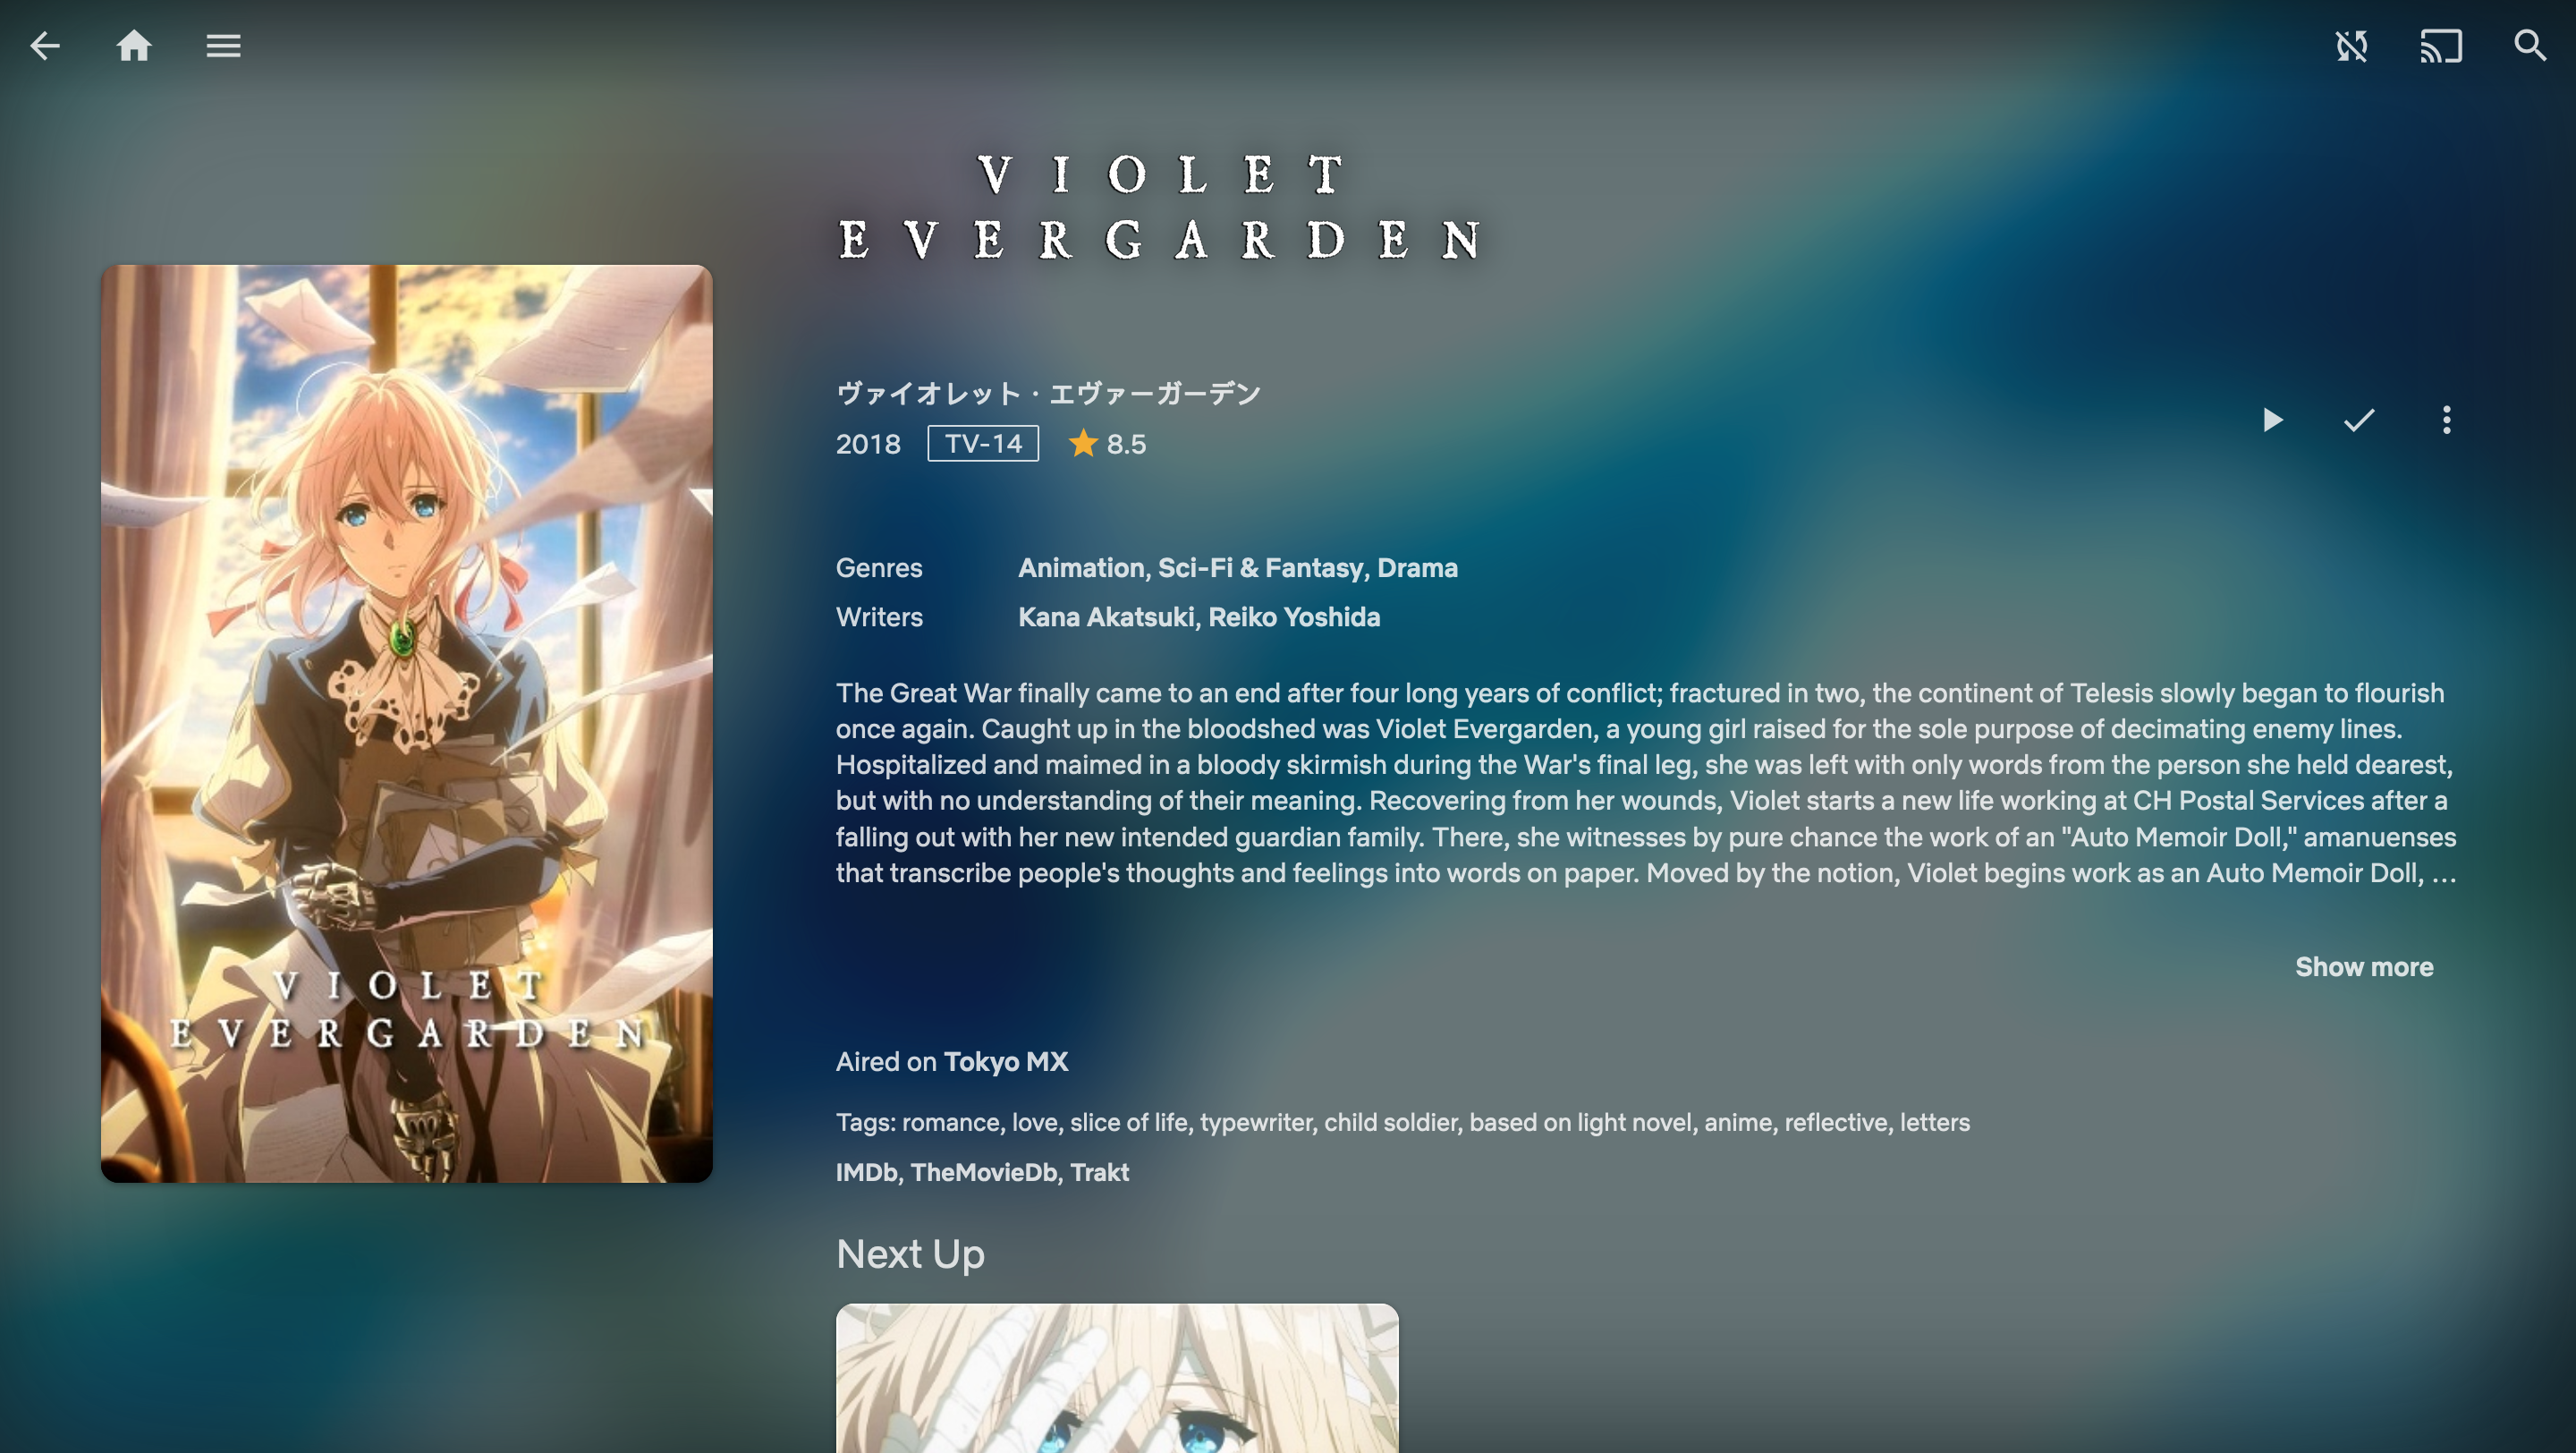 VIOLET
EVERGARDEN
VIOLET
EVERGARDEN
ヴァイオレット・エヴァーガーデン
2018 TV-14 8.5
Genres Animation, Sci-Fi & Fantasy, Drama
Writers Kana Akatsuki, Reiko Yoshida
The Great War finally came to an end after four long years of conflict; fractured in two, the continent of Telesis slowly began to flourish
once again. Caught up in the bloodshed was Violet Evergarden, a young girl raised for the sole purpose of decimating enemy lines.
Hospitalized and maimed in a bloody skirmish during the War's final leg, she was left with only words from the person she held dearest,
but with no understanding of their meaning. Recovering from her wounds, Violet starts a new life working at CH Postal Services after a
falling out with her new intended guardian family. There, she witnesses by pure chance the work of an "Auto Memoir Doll," amanuenses
that transcribe people's thoughts and feelings into words on paper. Moved by the notion, Violet begins work as an Auto Memoir Doll, …
Show more
Aired on Tokyo MX
Tags: romance, love, slice of life, typewriter, child soldier, based on light novel, anime, reflective, letters
IMDb, TheMovieDb, Trakt
Next Up